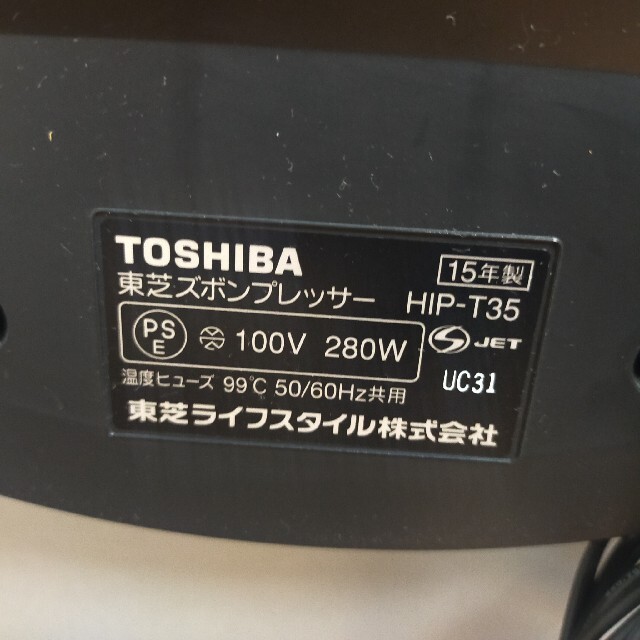 TOSHIBA
15年製
東芝ズボンプレッサー HIP-T35
PSE 100V 280W
JET
温度ヒューズ 99℃ 50/60Hz共用
UC31
東芝ライフスタイル株式会社